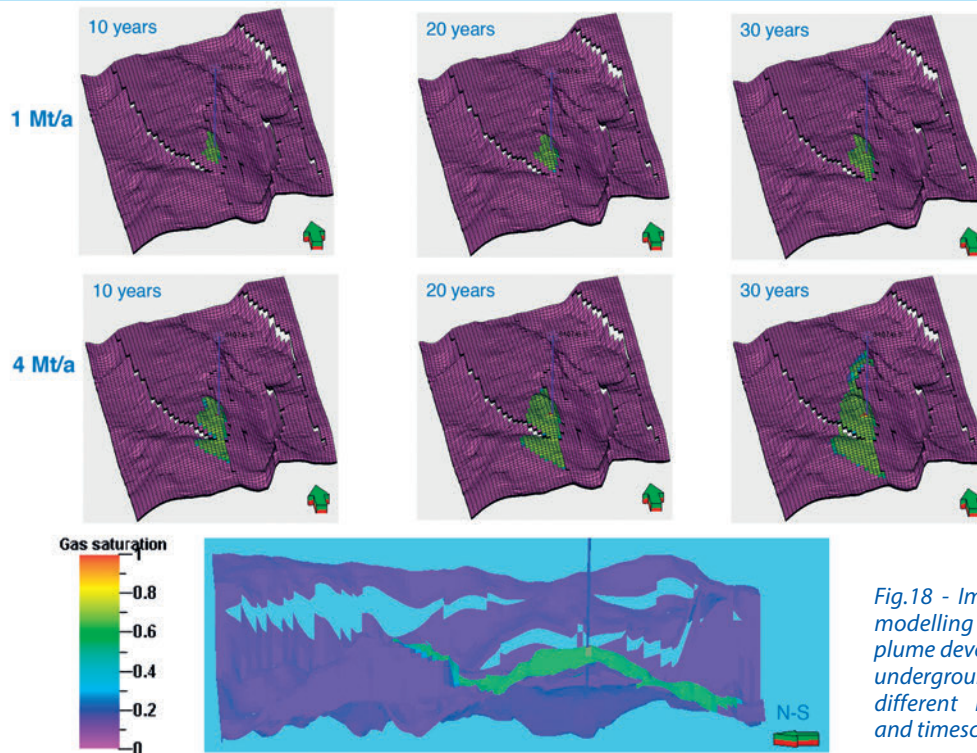 10 years
20 years
30 years
1 Mt/a
10 years
20 years
30 years
4 Mt/a
Gas saturation
1
0.8
0.6
0.4
0.2
0
N-S
Fig.18 - Im
modelling
plume deve
undergroun
different
and timesc